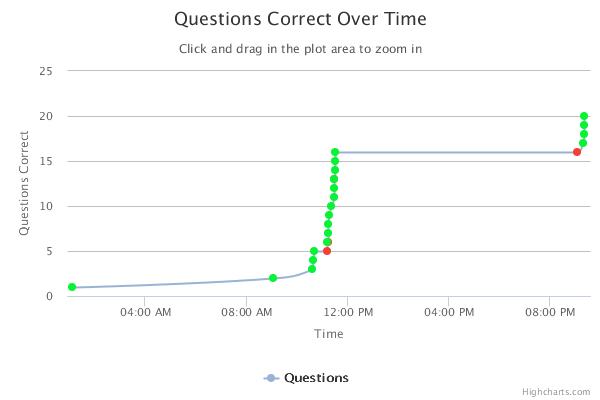 Questions Correct Over Time
Click and drag in the plot area to zoom in
Questions Correct
25
20
15
10
5
0
04:00 AM 08:00 AM 12:00 PM 04:00 PM 08:00 PM
Time
Questions
Highcharts.com